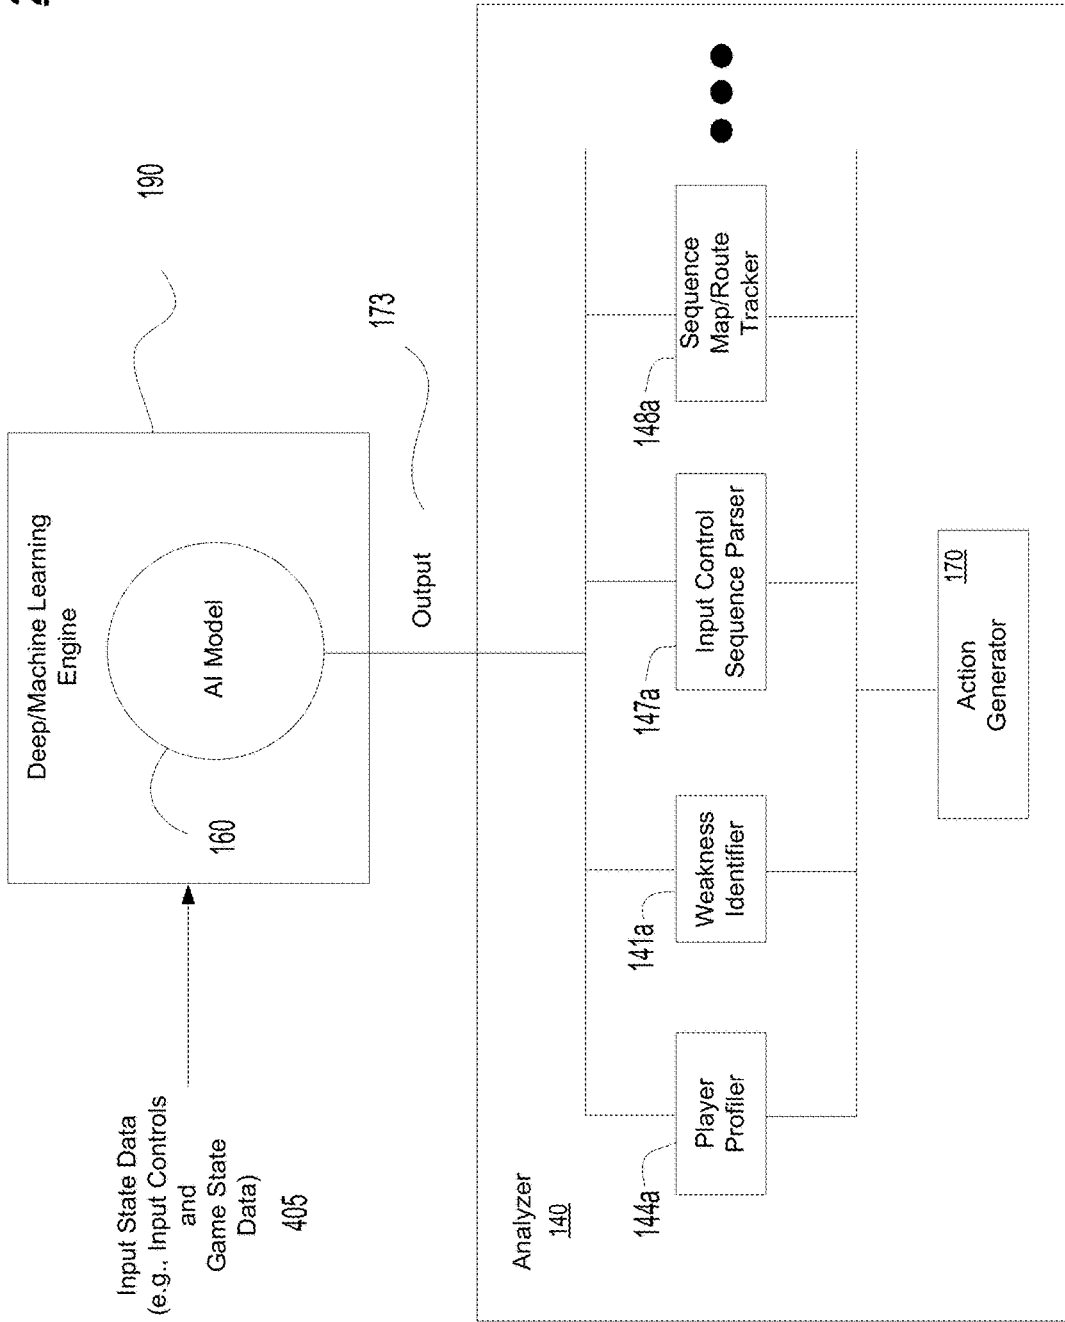 2
190
Deep/Machine Learning
Engine
AI Model
160
Input State Data
(e.g., Input Controls
and
Game State
Data)
405
Output
173
Analyzer
140
144a
Player
Profiler
141a
Weakness
Identifier
147a
Input Control
Sequence Parser
148a
Sequence
Map/Route
Tracker
Action
Generator
170